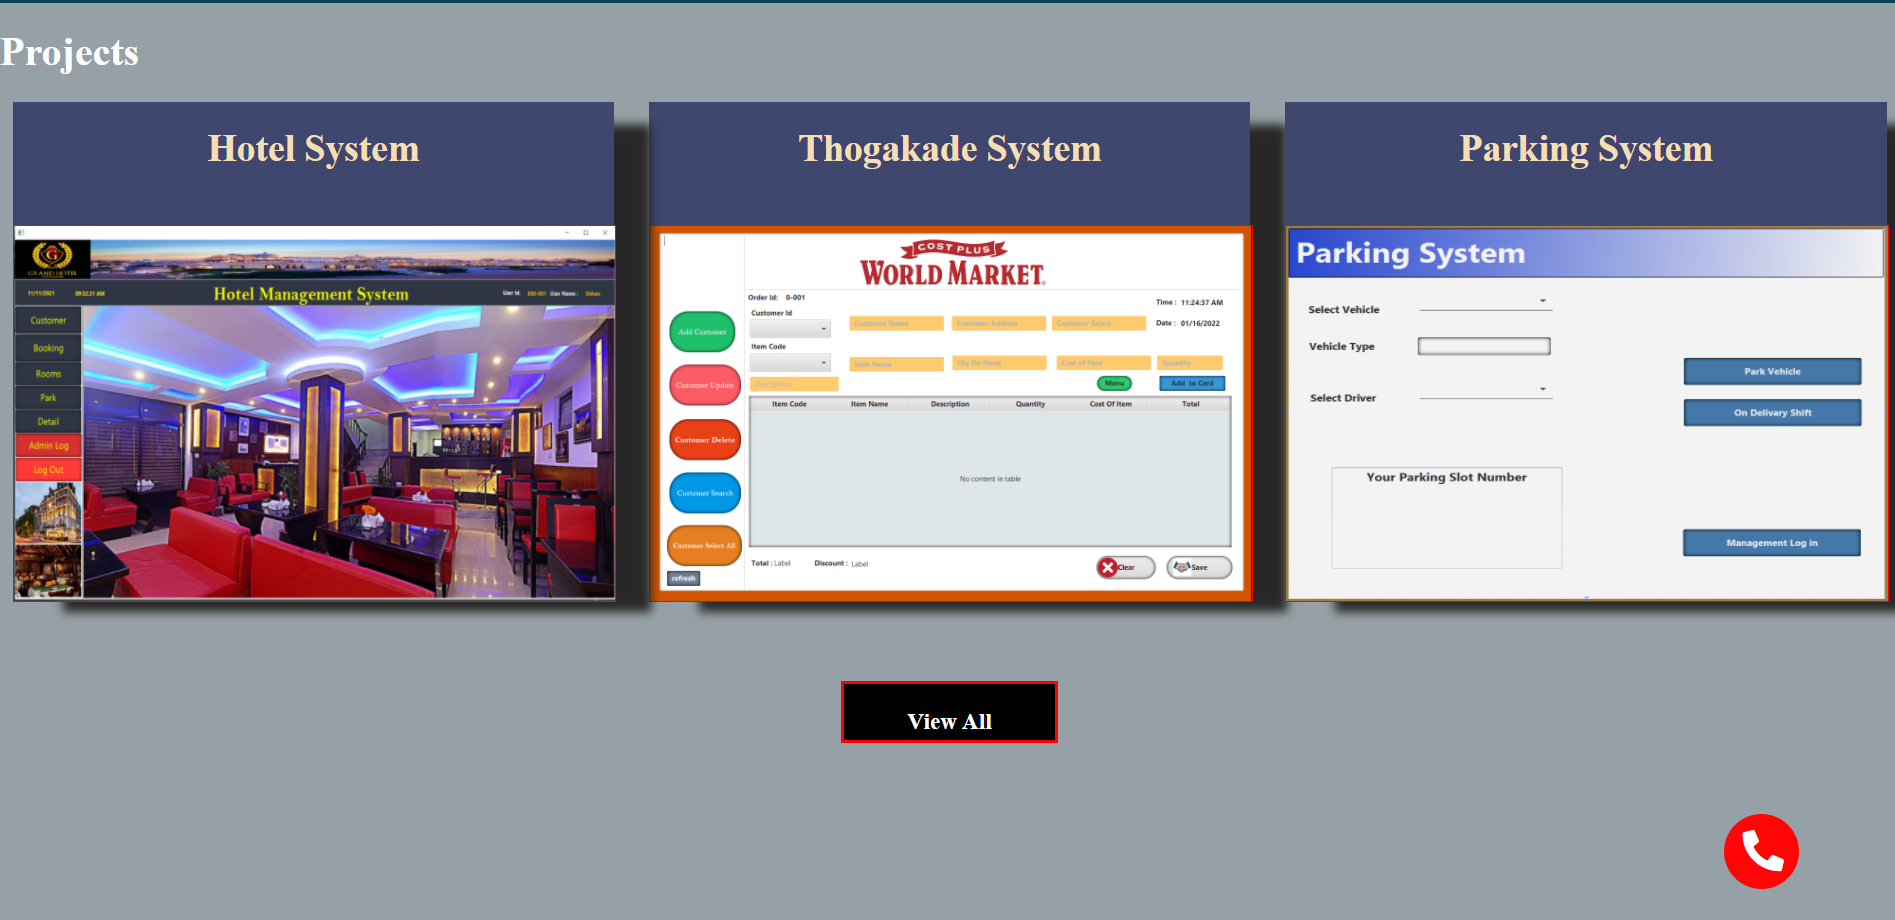 Projects
Hotel System
GRAND HOTEL
11/11/2021 09:52:21 AM Hotel Management System User Id: E00-001 User Name :
Customer
Booking
Rooms
Park
Detail
Admin Log
Log Out
Thogakade System
COST PLUS
WORLD MARKET
Order Id: 0-001
Time : 11:24:37 AM
Customer Id
Customer Name Customer Address Customer Salary Date : 01/16/2022
Item Code
Item Name Qty On Hand Cost of Item Quantity
Description Menu Add to Card
Item Code Item Name Description Quantity Cost Of Item Total
No content in table
Total : Label Discount : Label Clear Save
Add Customer
Customer Update
Customer Delete
Customer Search
Customer Select All
refresh
Parking System
Parking System
Select Vehicle
Vehicle Type
Select Driver
Park Vehicle
On Delivary Shift
Your Parking Slot Number
Management Log in
View All